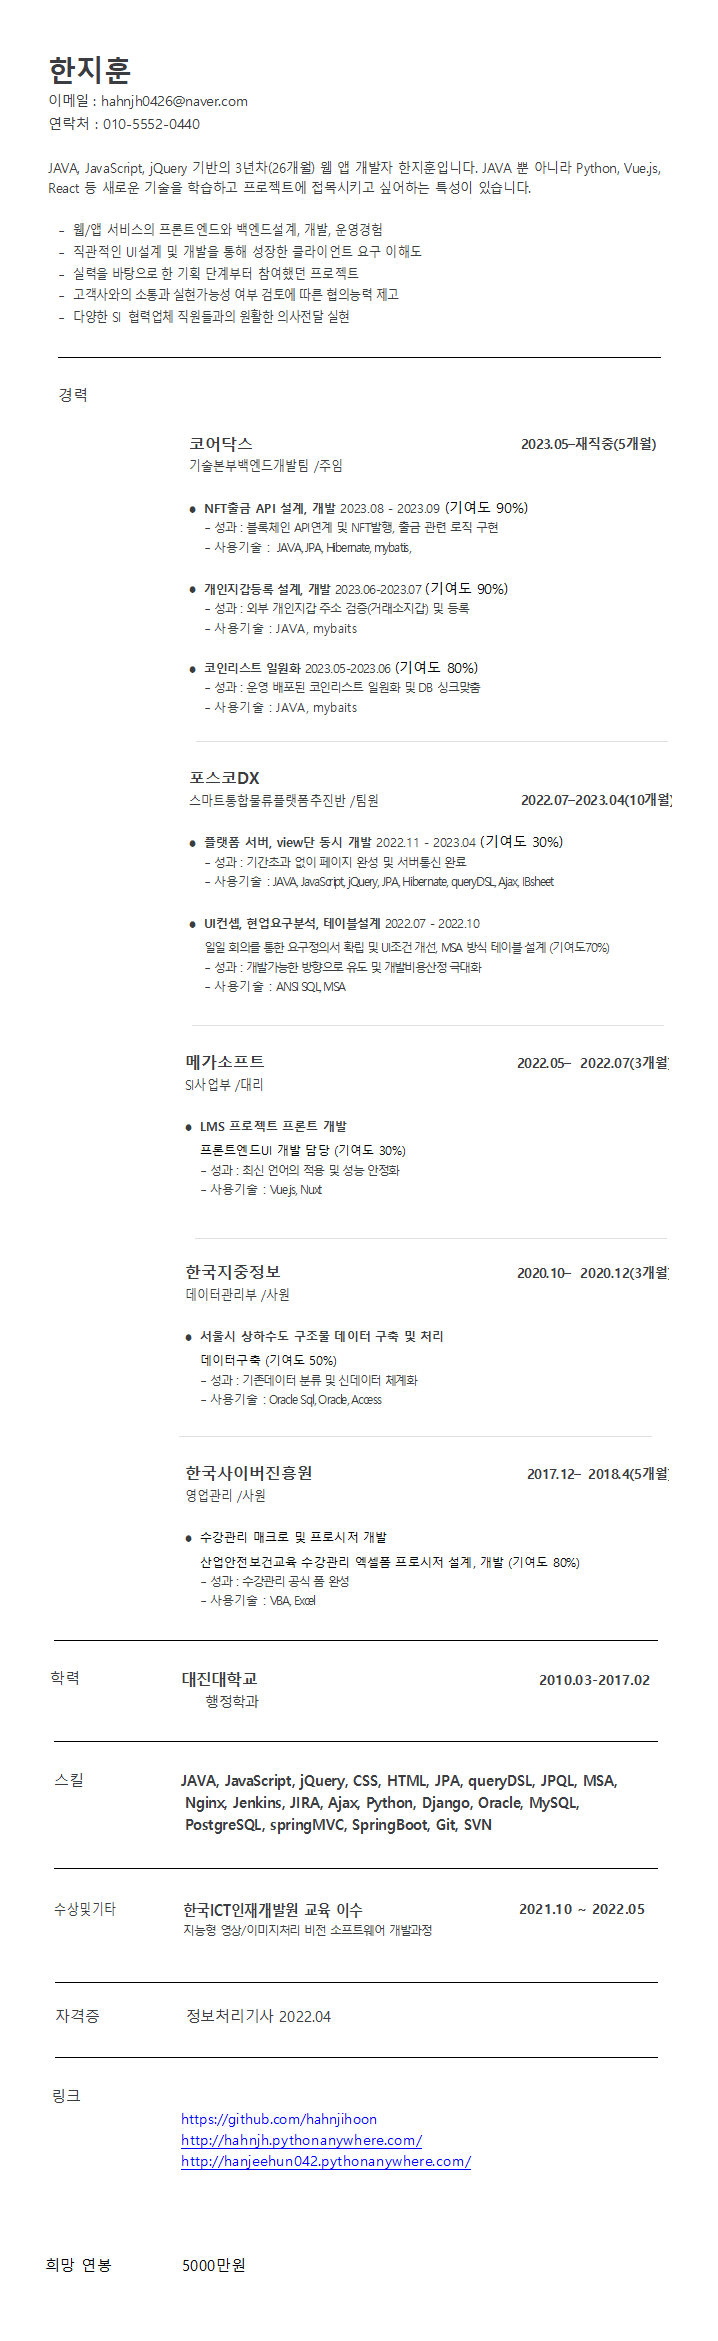 한지훈
이메일 : hahnjh0426@naver.com
연락처 : 010-5552-0440
JAVA, JavaScript, jQuery 기반의 3년차(26개월) 웹 앱 개발자 한지훈입니다. JAVA 뿐 아니라 Python, Vue.js,
React 등 새로운 기술을 학습하고 프로젝트에 접목시키고 싶어하는 특성이 있습니다.
– 웹/앱 서비스의 프론트엔드와 백엔드설계, 개발, 운영경험
– 직관적인 UI설계 및 개발을 통해 성장한 클라이언트 요구 이해도
– 실력을 바탕으로 한 기획 단계부터 참여했던 프로젝트
– 고객사와의 소통과 실현가능성 여부 검토에 따른 협의능력 제고
– 다양한 SI 협력업체 직원들과의 원활한 의사전달 실현
경력
코어닥스 2023.05–재직중(5개월)
기술본부백엔드개발팀 /주임
● NFT출금 API 설계, 개발 2023.08 - 2023.09 (기여도 90%)
– 성과 : 블록체인 API연계 및 NFT발행, 출금 관련 로직 구현
– 사용기술 : JAVA, JPA, Hibernate, mybatis,
● 개인지갑등록 설계, 개발 2023.06-2023.07 (기여도 90%)
– 성과 : 외부 개인지갑 주소 검증(거래소지갑) 및 등록
– 사용기술 : JAVA, mybaits
● 코인리스트 일원화 2023.05-2023.06 (기여도 80%)
– 성과 : 운영 배포된 코인리스트 일원화 및 DB 싱크맞춤
– 사용기술 : JAVA, mybaits
포스코DX
스마트통합물류플랫폼추진반 /팀원 2022.07–2023.04(10개월)
● 플랫폼 서버, view단 동시 개발 2022.11 - 2023.04 (기여도 30%)
– 성과 : 기간초과 없이 페이지 완성 및 서버통신 완료
– 사용기술 : JAVA, JavaScript, jQuery, JPA, Hibernate, queryDSL, Ajax, IBsheet
● UI컨셉, 현업요구분석, 테이블설계 2022.07 - 2022.10
일일 회의를 통한 요구정의서 확립 및 UI조건 개선, MSA 방식 테이블 설계 (기여도70%)
– 성과 : 개발가능한 방향으로 유도 및 개발비용산정 극대화
– 사용기술 : ANSI SQL, MSA
메가소프트 2022.05– 2022.07(3개월)
SI사업부 /대리
● LMS 프로젝트 프론트 개발
프론트엔드UI 개발 담당 (기여도 30%)
– 성과 : 최신 언어의 적용 및 성능 안정화
– 사용기술 : Vue.js, Nuxt
한국지중정보 2020.10– 2020.12(3개월)
데이터관리부 /사원
● 서울시 상하수도 구조물 데이터 구축 및 처리
데이터구축 (기여도 50%)
– 성과 : 기존데이터 분류 및 신데이터 체계화
– 사용기술 : Oracle Sql, Oracle, Access
한국사이버진흥원 2017.12– 2018.4(5개월)
영업관리 /사원
● 수강관리 매크로 및 프로시저 개발
산업안전보건교육 수강관리 엑셀폼 프로시저 설계, 개발 (기여도 80%)
– 성과 : 수강관리 공식 폼 완성
– 사용기술 : VBA, Excel
학력 대진대학교 2010.03-2017.02
행정학과
스킬 JAVA, JavaScript, jQuery, CSS, HTML, JPA, queryDSL, JPQL, MSA,
Nginx, Jenkins, JIRA, Ajax, Python, Django, Oracle, MySQL,
PostgreSQL, springMVC, SpringBoot, Git, SVN
수상및기타 한국ICT인재개발원 교육 이수 2021.10 ~ 2022.05
지능형 영상/이미지처리 비전 소프트웨어 개발과정
자격증 정보처리기사 2022.04
링크
https://github.com/hahnjihoon
http://hahnjh.pythonanywhere.com/
http://hanjeehun042.pythonanywhere.com/
희망 연봉 5000만원